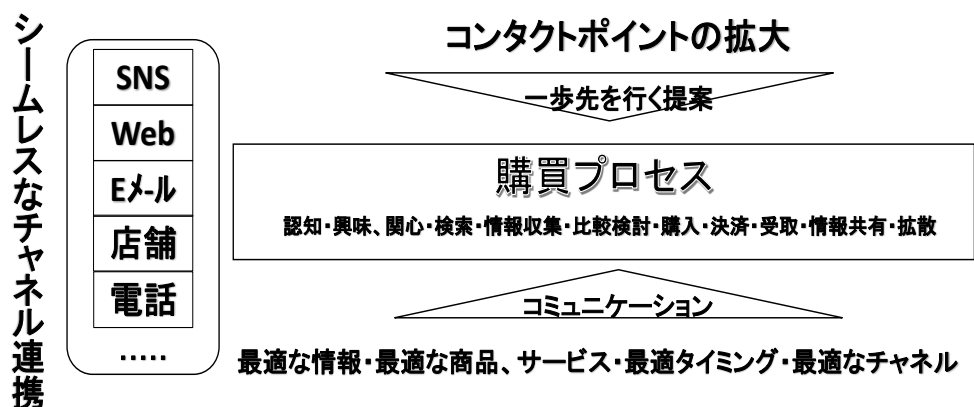 シームレスなチャネル連携
SNS
Web
Eメール
店舗
電話
.....
コンタクトポイントの拡大
一歩先を行く提案
購買プロセス
認知・興味、関心・検索・情報収集・比較検討・購入・決済・受取・情報共有・拡散
コミュニケーション
最適な情報・最適な商品、サービス・最適タイミング・最適なチャネル